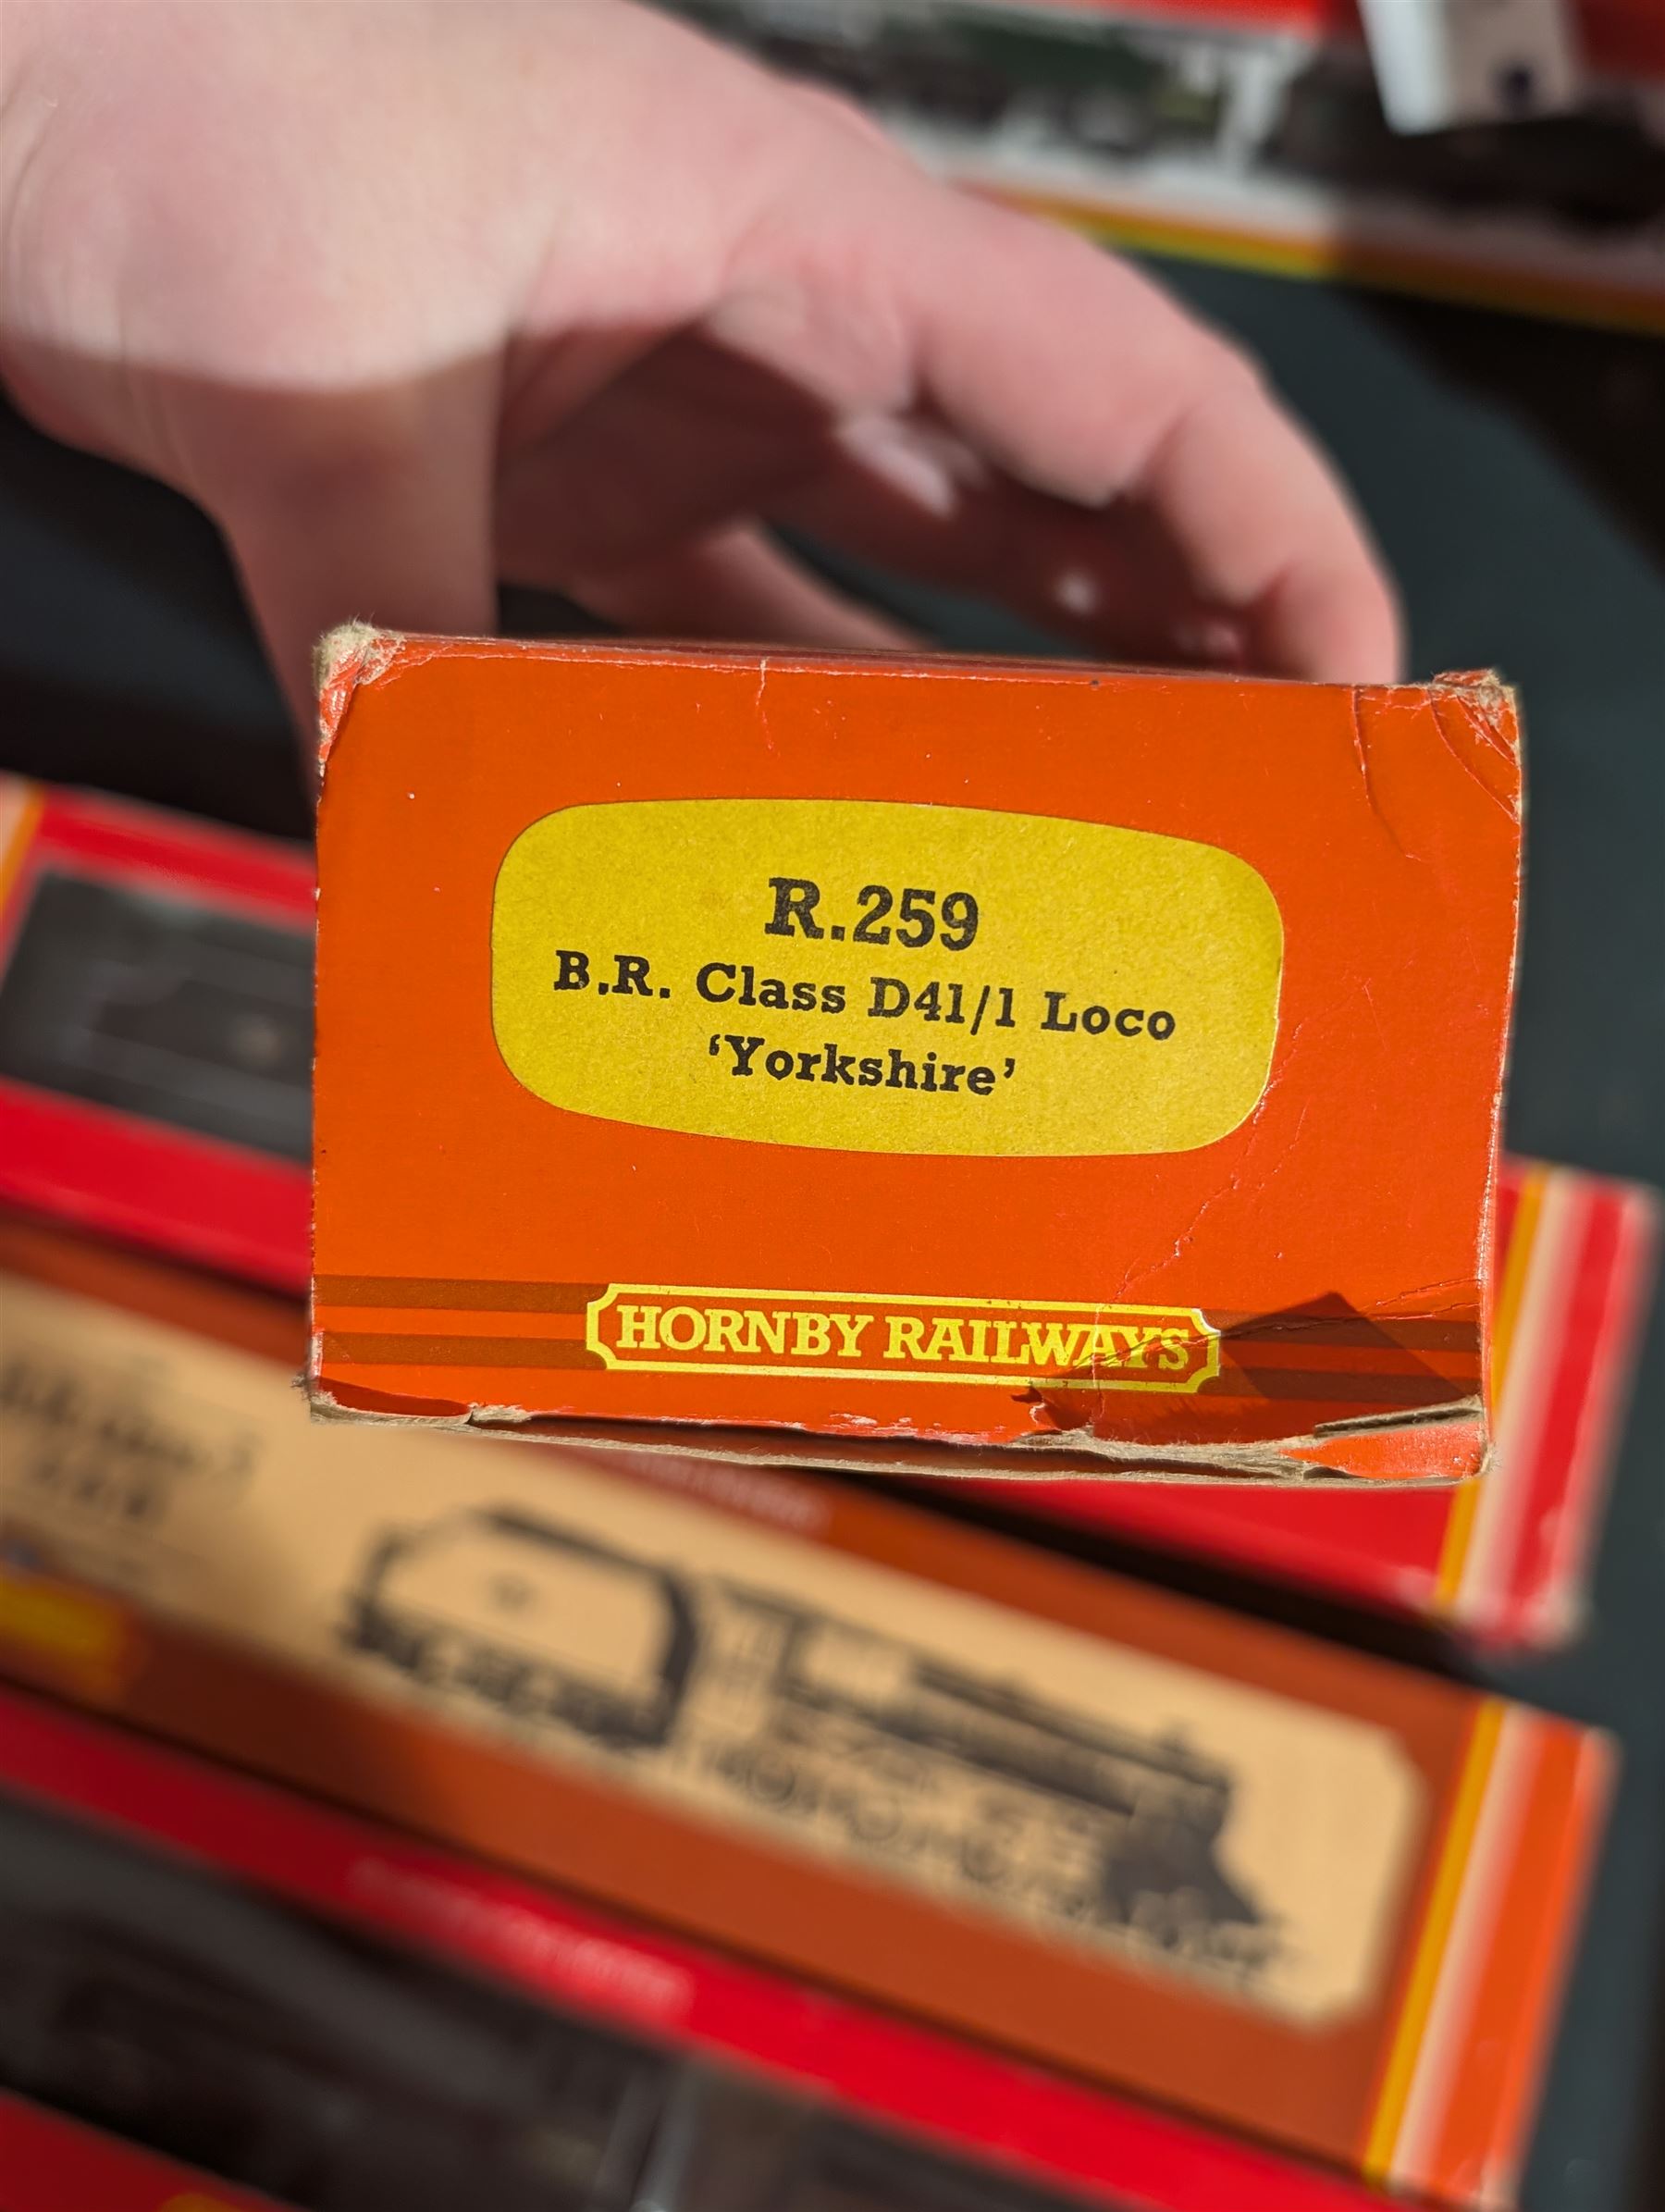 R.259
B.R. Class D41/1 Loco
‘Yorkshire’
HORNBY RAILWAYS